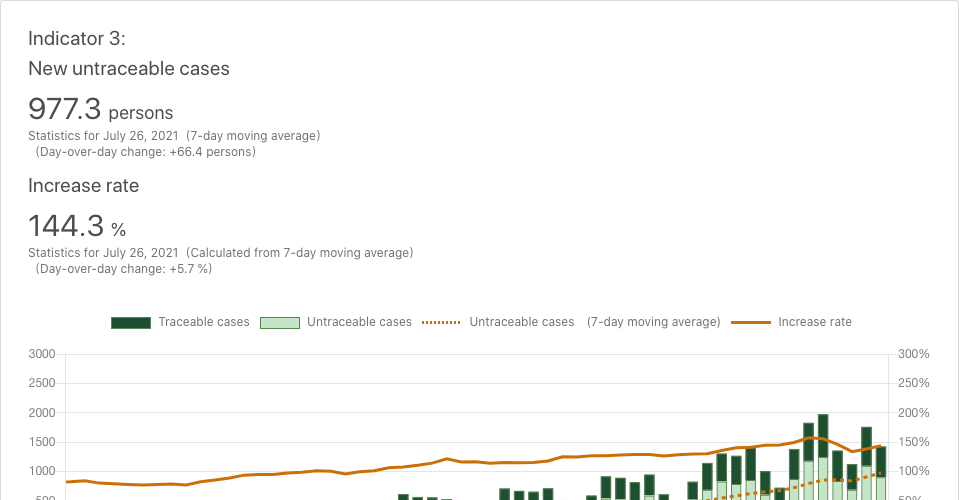 Indicator 3:
New untraceable cases
977.3 persons
Statistics for July 26, 2021 (7-day moving average)
(Day-over-day change: +66.4 persons)
Increase rate
144.3 %
Statistics for July 26, 2021 (Calculated from 7-day moving average)
(Day-over-day change: +5.7 %)
Traceable cases Untraceable cases Untraceable cases (7-day moving average) Increase rate
3000 300%
2500 250%
2000 200%
1500 150%
1000 100%
500 50%